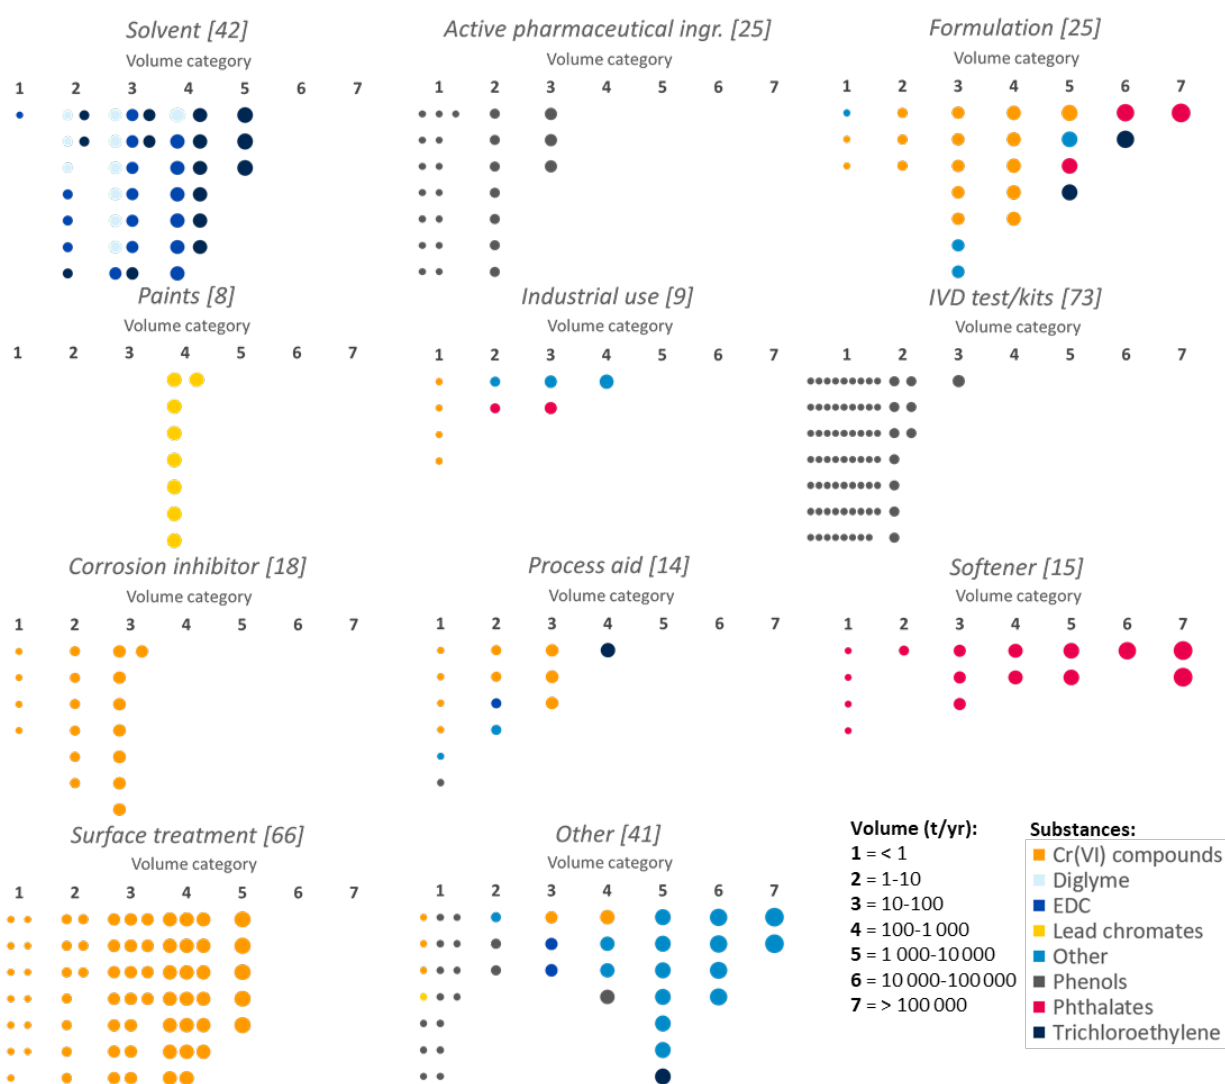 Solvent [42]
Volume category
1 2 3 4 5 6 7
Active pharmaceutical ingr. [25]
Volume category
1 2 3 4 5 6 7
Formulation [25]
Volume category
1 2 3 4 5 6 7
Paints [8]
Volume category
1 2 3 4 5 6 7
Industrial use [9]
Volume category
1 2 3 4 5 6 7
IVD test/kits [73]
Volume category
1 2 3 4 5 6 7
Corrosion inhibitor [18]
Volume category
1 2 3 4 5 6 7
Process aid [14]
Volume category
1 2 3 4 5 6 7
Softener [15]
Volume category
1 2 3 4 5 6 7
Surface treatment [66]
Volume category
1 2 3 4 5 6 7
Other [41]
Volume category
1 2 3 4 5 6 7
Volume (t/yr):
1 = < 1
2 = 1-10
3 = 10-100
4 = 100-1 000
5 = 1 000-10 000
6 = 10 000-100 000
7 = > 100 000
Substances:
Cr(VI) compounds
Diglyme
EDC
Lead chromates
Other
Phenols
Phthalates
Trichloroethylene